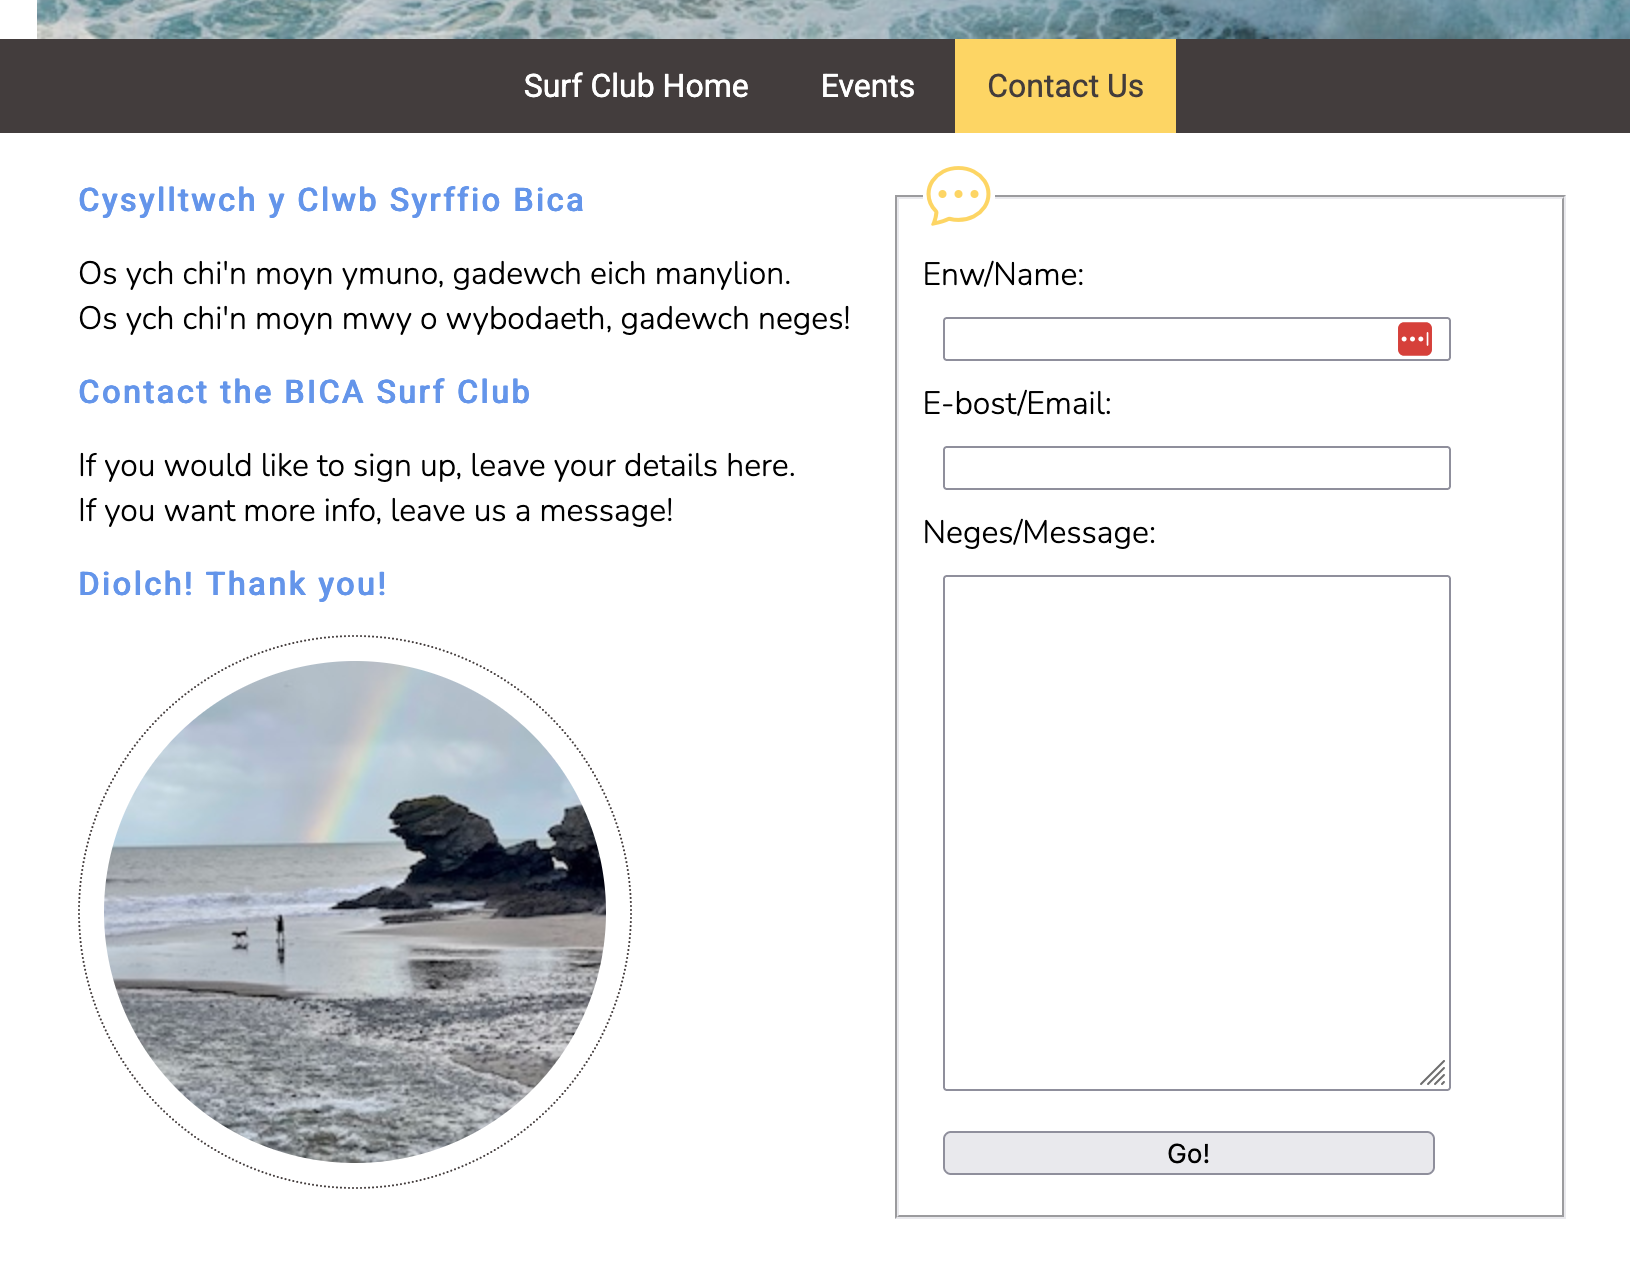 Surf Club Home
Events
Contact Us
Cysylltwch y Clwb Syrffio Bica
Os ych chi'n moyn ymuno, gadewch eich manylion.
Os ych chi'n moyn mwy o wybodaeth, gadewch neges!
Contact the BICA Surf Club
If you would like to sign up, leave your details here.
If you want more info, leave us a message!
Diolch! Thank you!
Enw/Name:
E-bost/Email:
Neges/Message:
Go!